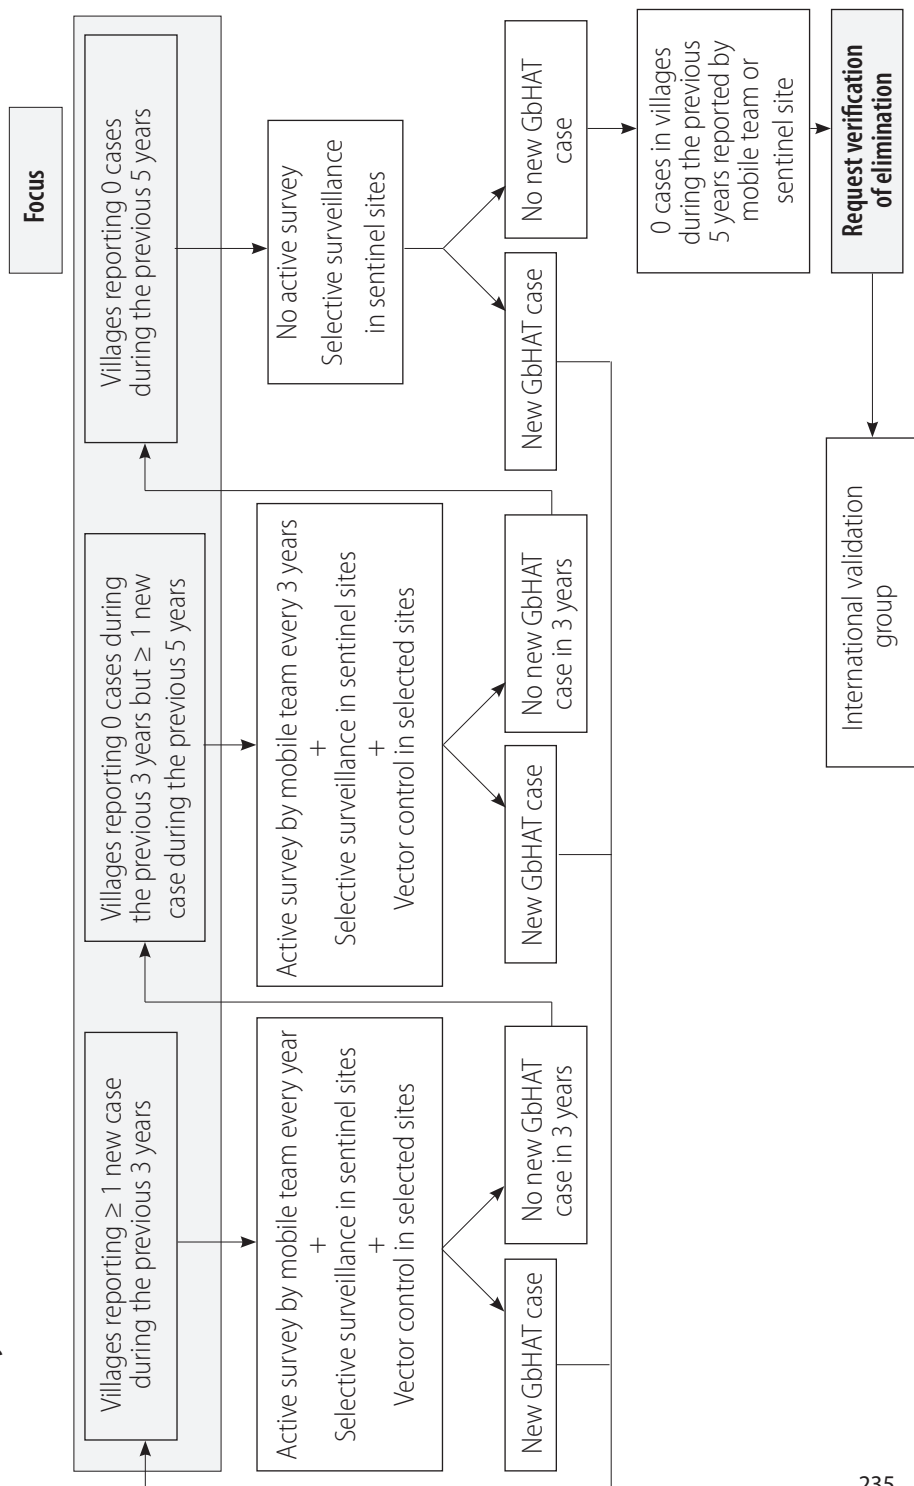 Focus
Villages reporting ≥ 1 new case
during the previous 3 years
Villages reporting 0 cases during
the previous 3 years but ≥ 1 new
case during the previous 5 years
Villages reporting 0 cases
during the previous 5 years
Active survey by mobile team every year
+
Selective surveillance in sentinel sites
+
Vector control in selected sites
Active survey by mobile team every 3 years
+
Selective surveillance in sentinel sites
+
Vector control in selected sites
No active survey
Selective surveillance
in sentinel sites
New GbHAT case
No new GbHAT
case in 3 years
New GbHAT case
No new GbHAT
case in 3 years
New GbHAT case
No new GbHAT
case
0 cases in villages
during the previous
5 years reported by
mobile team or
sentinel site
Request verification
of elimination
International validation
group
235